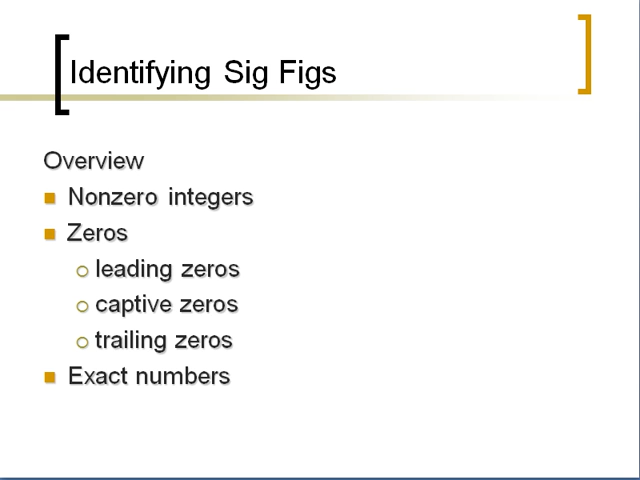 Identifying Sig Figs
Overview
Nonzero integers
Zeros
leading zeros
captive zeros
trailing zeros
Exact numbers